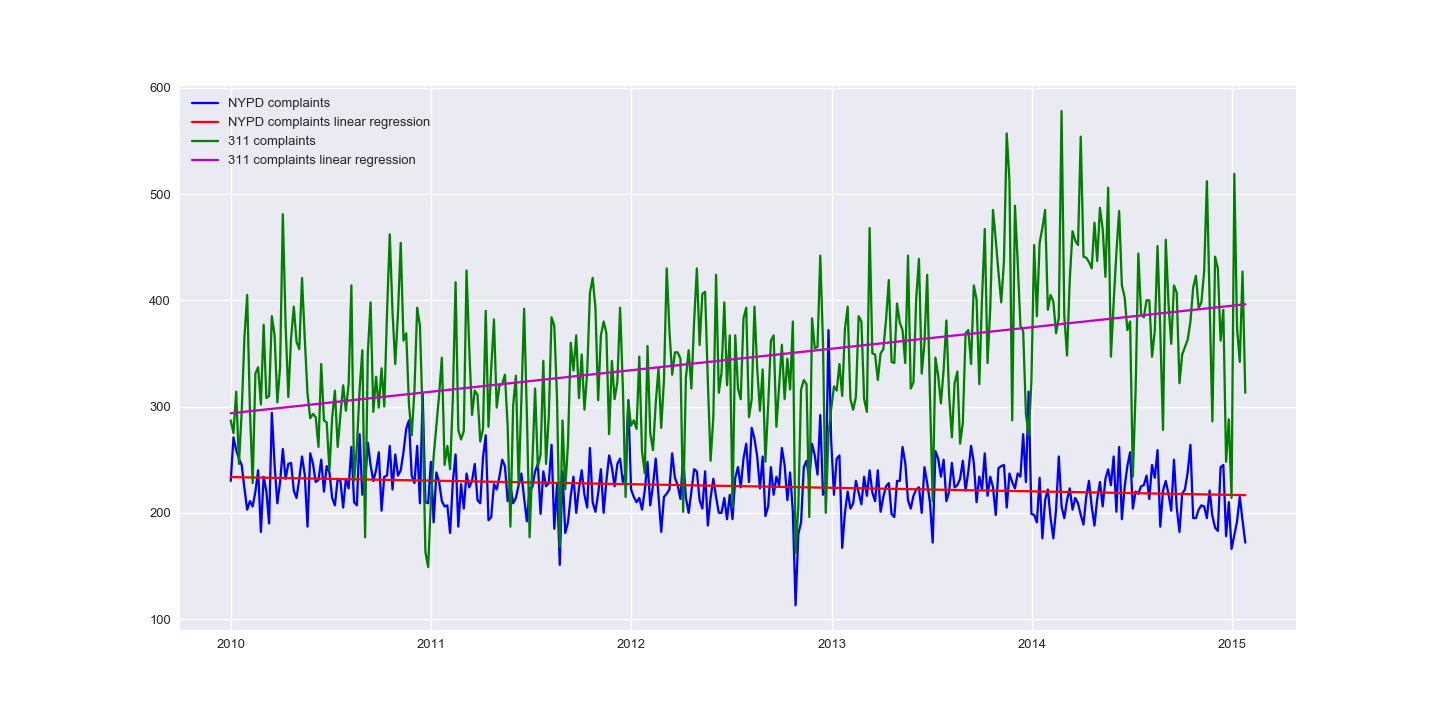 600
500
400
300
200
100
NYPD complaints
NYPD complaints linear regression
311 complaints
311 complaints linear regression
2010 2011 2012 2013 2014 2015